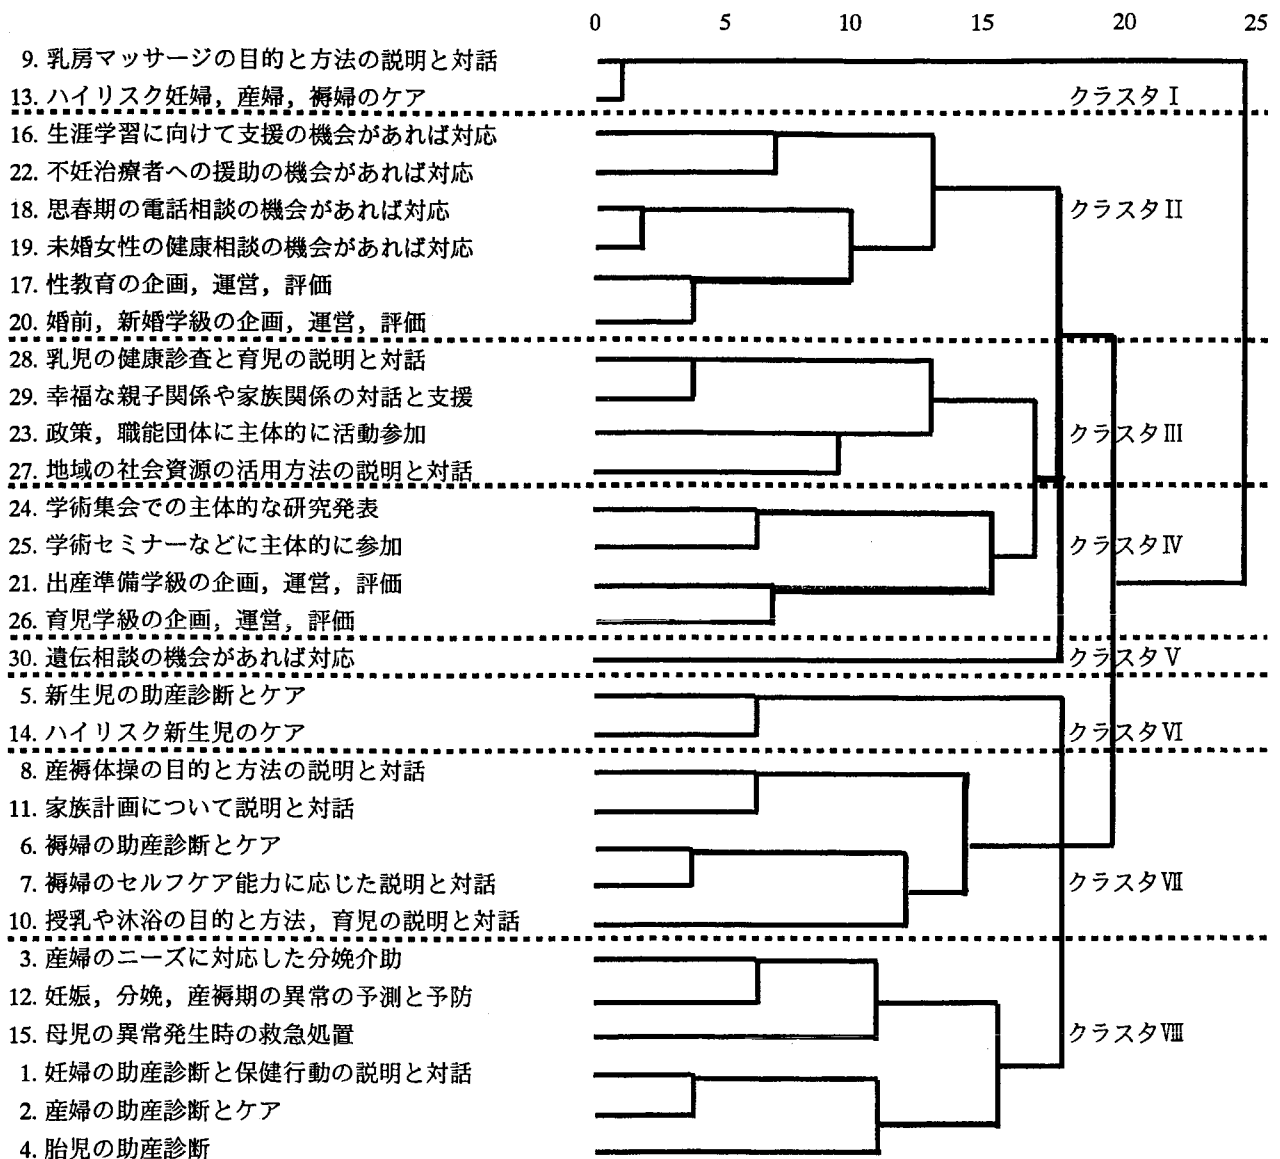 0 5 10 15 20 25
9. 乳房マッサージの目的と方法の説明と対話
13. ハイリスク妊婦，産婦，褥婦のケア
クラスタⅠ
16. 生涯学習に向けて支援の機会があれば対応
22. 不妊治療者への援助の機会があれば対応
18. 思春期の電話相談の機会があれば対応
クラスタⅡ
19. 未婚女性の健康相談の機会があれば対応
17. 性教育の企画，運営，評価
20. 婚前，新婚学級の企画，運営，評価
28. 乳児の健康診査と育児の説明と対話
29. 幸福な親子関係や家族関係の対話と支援
23. 政策，職能団体に主体的に活動参加
クラスタⅢ
27. 地域の社会資源の活用方法の説明と対話
24. 学術集会での主体的な研究発表
25. 学術セミナーなどに主体的に参加
クラスタⅣ
21. 出産準備学級の企画，運営，評価
26. 育児学級の企画，運営，評価
30. 遺伝相談の機会があれば対応
クラスタⅤ
5. 新生児の助産診断とケア
14. ハイリスク新生児のケア
クラスタⅥ
8. 産褥体操の目的と方法の説明と対話
11. 家族計画について説明と対話
6. 褥婦の助産診断とケア
7. 褥婦のセルフケア能力に応じた説明と対話
クラスタⅦ
10. 授乳や沐浴の目的と方法，育児の説明と対話
3. 産婦のニーズに対応した分娩介助
12. 妊娠，分娩，産褥期の異常の予測と予防
15. 母児の異常発生時の救急処置
クラスタⅧ
1. 妊婦の助産診断と保健行動の説明と対話
2. 産婦の助産診断とケア
4. 胎児の助産診断